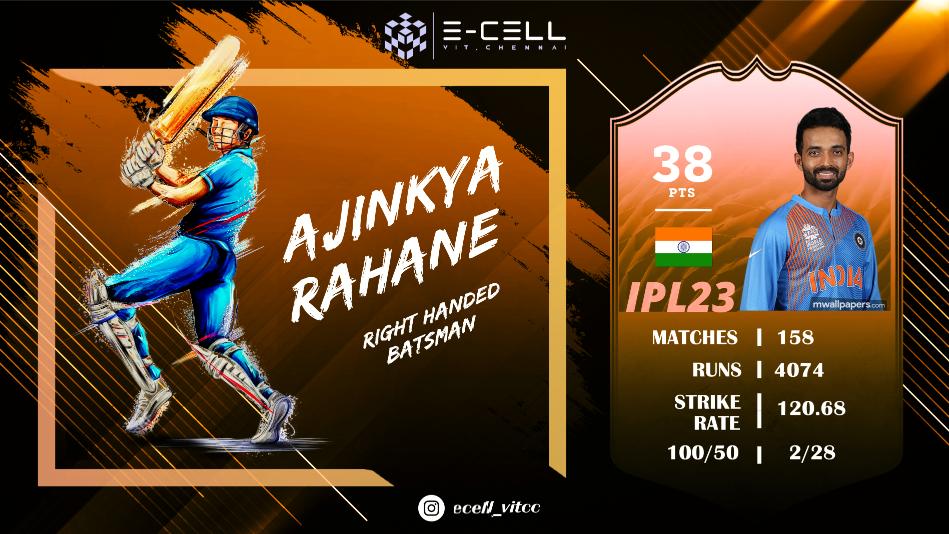 E-CELL
VIT, CHENNAI
AJINKYA
RAHANE
RIGHT HANDED
BATSMAN
38
PTS
IPL23
INDIA
mwallpapers.com
MATCHES | 158
RUNS | 4074
STRIKE
RATE | 120.68
100/50 | 2/28
ecell_vitcc